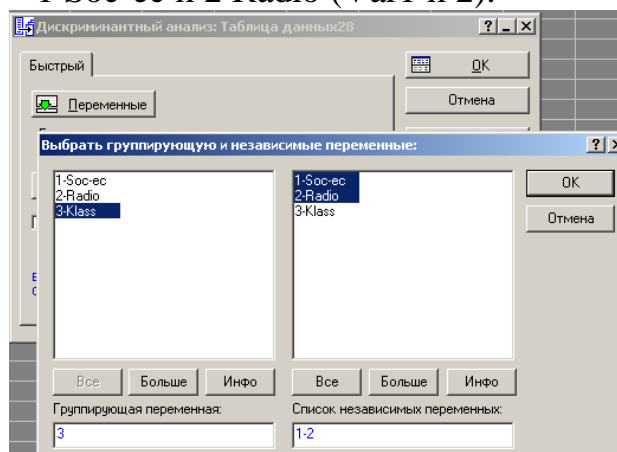 1-Soc-ec и 2-Radio (Var1 и 2).
Дискриминантный анализ: Таблица данных28
Быстрый
OK
Переменные
Отмена
Выбрать группирующую и независимые переменные:
1-Soc-ec
2-Radio
3-Klass
1-Soc-ec
2-Radio
3-Klass
OK
Отмена
Все
Больше
Инфо
Все
Больше
Инфо
Группирующая переменная:
Список независимых переменных:
3
1-2